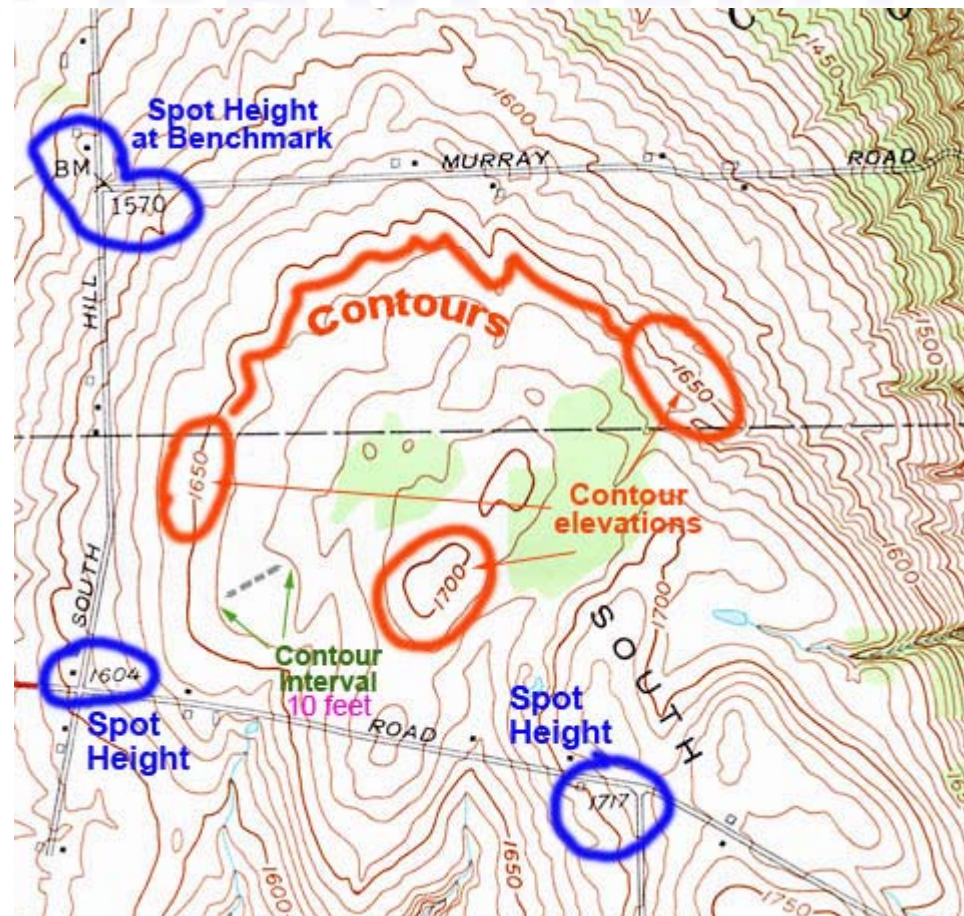 C O
1450
1600
Spot Height
at Benchmark
BM
MURRAY ROAD
1570
HILL
Contours
1500
1650
1650
Contour
elevations
1700
SOUTH
1600
1700
SOUTH
Contour
Interval
10 feet
1604
Spot
Height
ROAD
Spot
Height
1717
1650
1600
1750